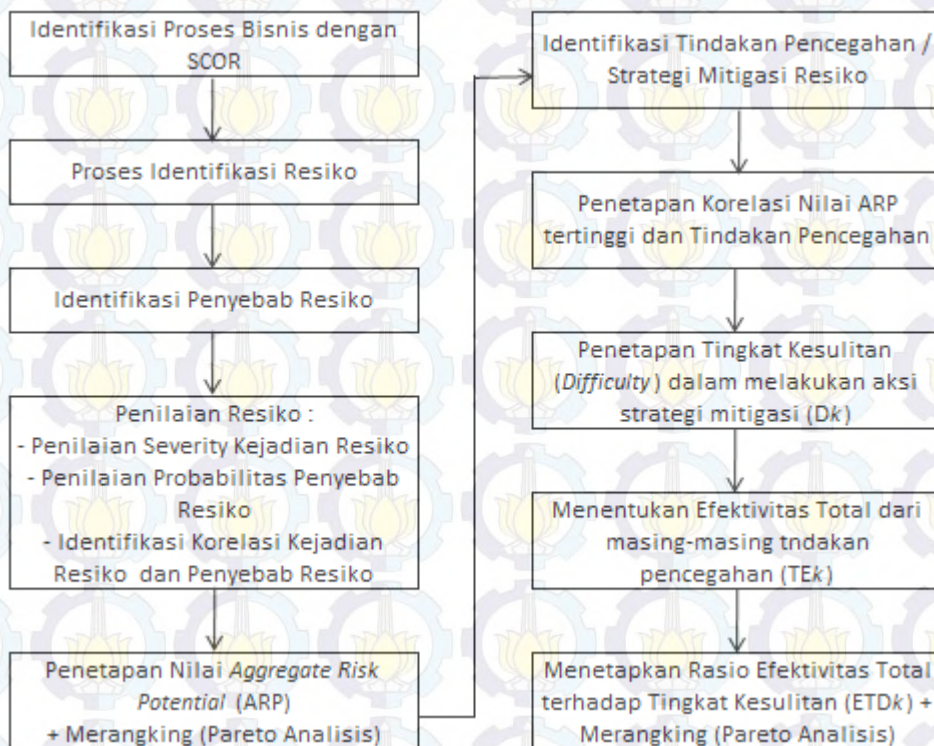 Identifikasi Proses Bisnis dengan
SCOR
Proses Identifikasi Resiko
Identifikasi Penyebab Resiko
Penilaian Resiko :
- Penilaian Severity Kejadian Resiko
- Penilaian Probabilitas Penyebab
Resiko
- Identifikasi Korelasi Kejadian
Resiko dan Penyebab Resiko
Penetapan Nilai Aggregate Risk
Potential (ARP)
+ Merangking (Pareto Analisis)
Identifikasi Tindakan Pencegahan /
Strategi Mitigasi Resiko
Penetapan Korelasi Nilai ARP
tertinggi dan Tindakan Pencegahan
Penetapan Tingkat Kesulitan
(Difficulty) dalam melakukan aksi
strategi mitigasi (Dk)
Menentukan Efektivitas Total dari
masing-masing tndakan
pencegahan (TEk)
Menetapkan Rasio Efektivitas Total
terhadap Tingkat Kesulitan (ETDk) +
Merangking (Pareto Analisis)